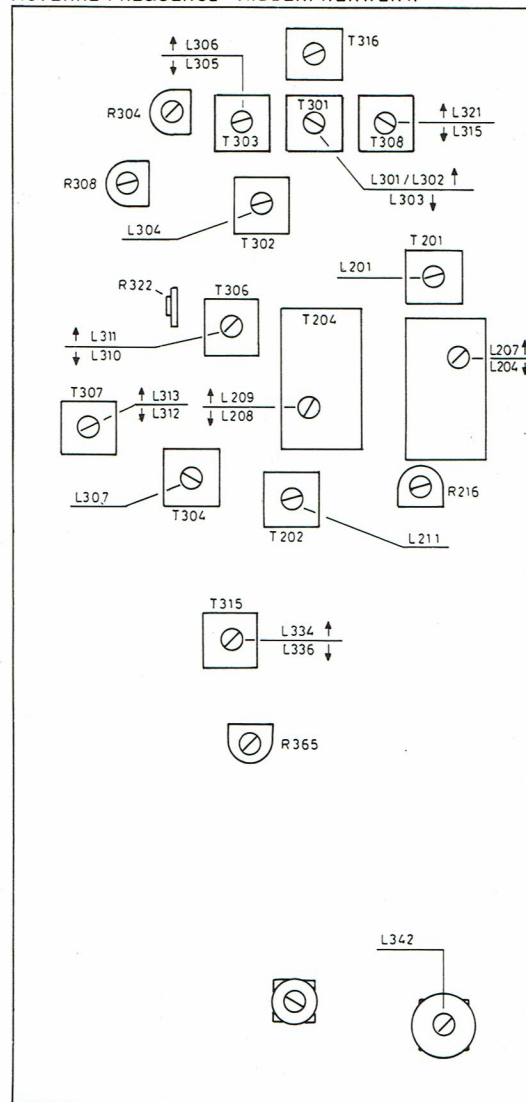 T316
↑ L306
↓ L305
R304
T303
T301
T308
↑ L321
↓ L315
L301/L302 ↑
L303 ↓
R308
L304
T302
T201
L201
R322
T306
T204
↑ L311
↓ L310
L207 ↑
L204 ↓
T307
↑ L313
↓ L312
↑ L209
↓ L208
L307
T304
T202
R216
L211
T315
L334 ↑
L336 ↓
R365
L342